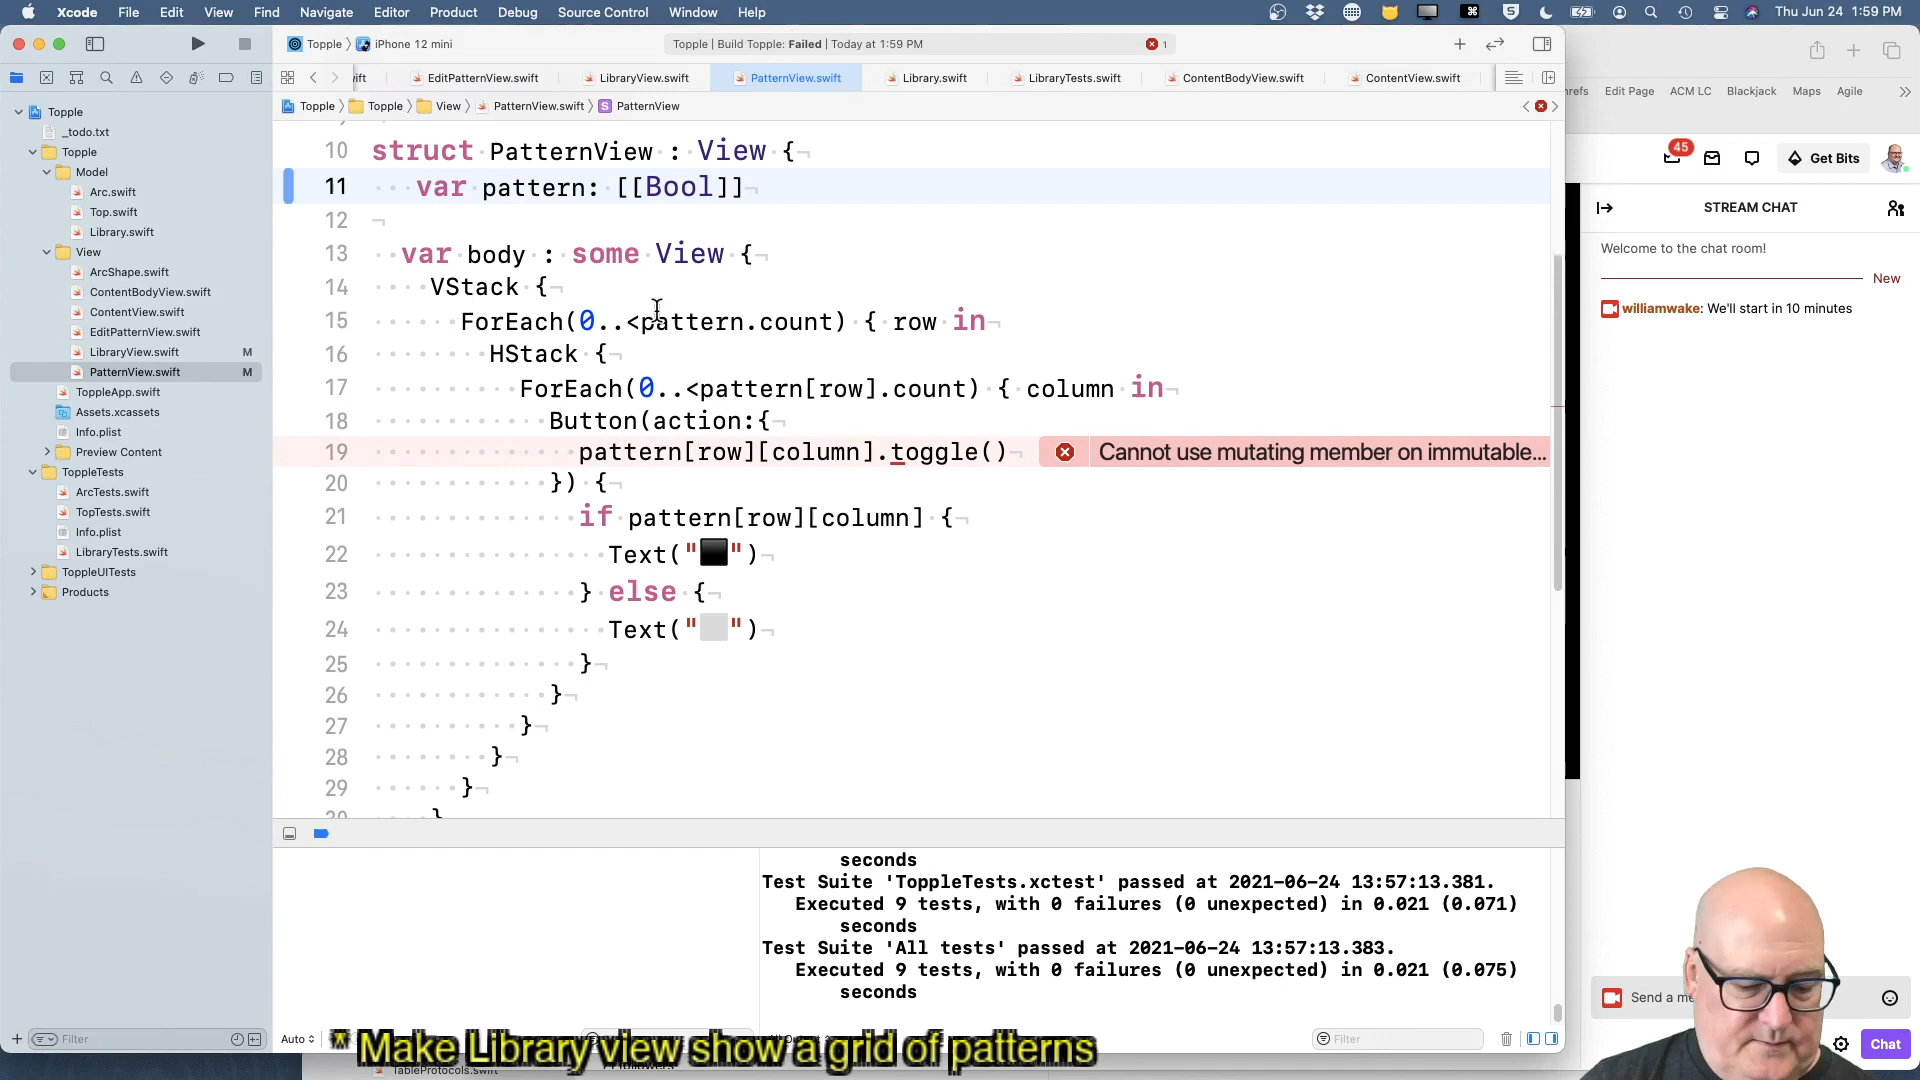 Xcode File Edit View Find Navigate Editor Product Debug Source Control Window Help
Thu Jun 24 1:59 PM
Topple iPhone 12 mini
Topple | Build Topple: Failed | Today at 1:59 PM
1
EditPatternView.swift LibraryView.swift PatternView.swift Library.swift LibraryTests.swift ContentBodyView.swift ContentView.swift
Topple Topple View PatternView.swift S PatternView
Topple
_todo.txt
Topple
Model
Arc.swift
Top.swift
Library.swift
View
ArcShape.swift
ContentBodyView.swift
ContentView.swift
EditPatternView.swift
LibraryView.swift M
PatternView.swift M
ToppleApp.swift
Assets.xcassets
Info.plist
Preview Content
ToppleTests
ArcTests.swift
TopTests.swift
Info.plist
LibraryTests.swift
ToppleUITests
Products
Filter
10 struct PatternView : View {
11 var pattern: [[Bool]]
12
13 var body : some View {
14 VStack {
15 ForEach(0..<pattern.count) { row in
16 HStack {
17 ForEach(0..<pattern[row].count) { column in
18 Button(action:{
19 pattern[row][column].toggle()
Cannot use mutating member on immutable...
20 }) {
21 if pattern[row][column] {
22 Text("⬛")
23 } else {
24 Text("⬜")
25 }
26 }
27 }
28 }
29 }
seconds
Test Suite 'ToppleTests.xctest' passed at 2021-06-24 13:57:13.381.
Executed 9 tests, with 0 failures (0 unexpected) in 0.021 (0.071)
seconds
Test Suite 'All tests' passed at 2021-06-24 13:57:13.383.
Executed 9 tests, with 0 failures (0 unexpected) in 0.021 (0.075)
seconds
Auto
Filter
* Make Library view show a grid of patterns
TableProtocols.swift
Edit Page ACM LC Blackjack Maps Agile
45
Get Bits
STREAM CHAT
Welcome to the chat room!
New
williamwake: We'll start in 10 minutes
Send a me
Chat